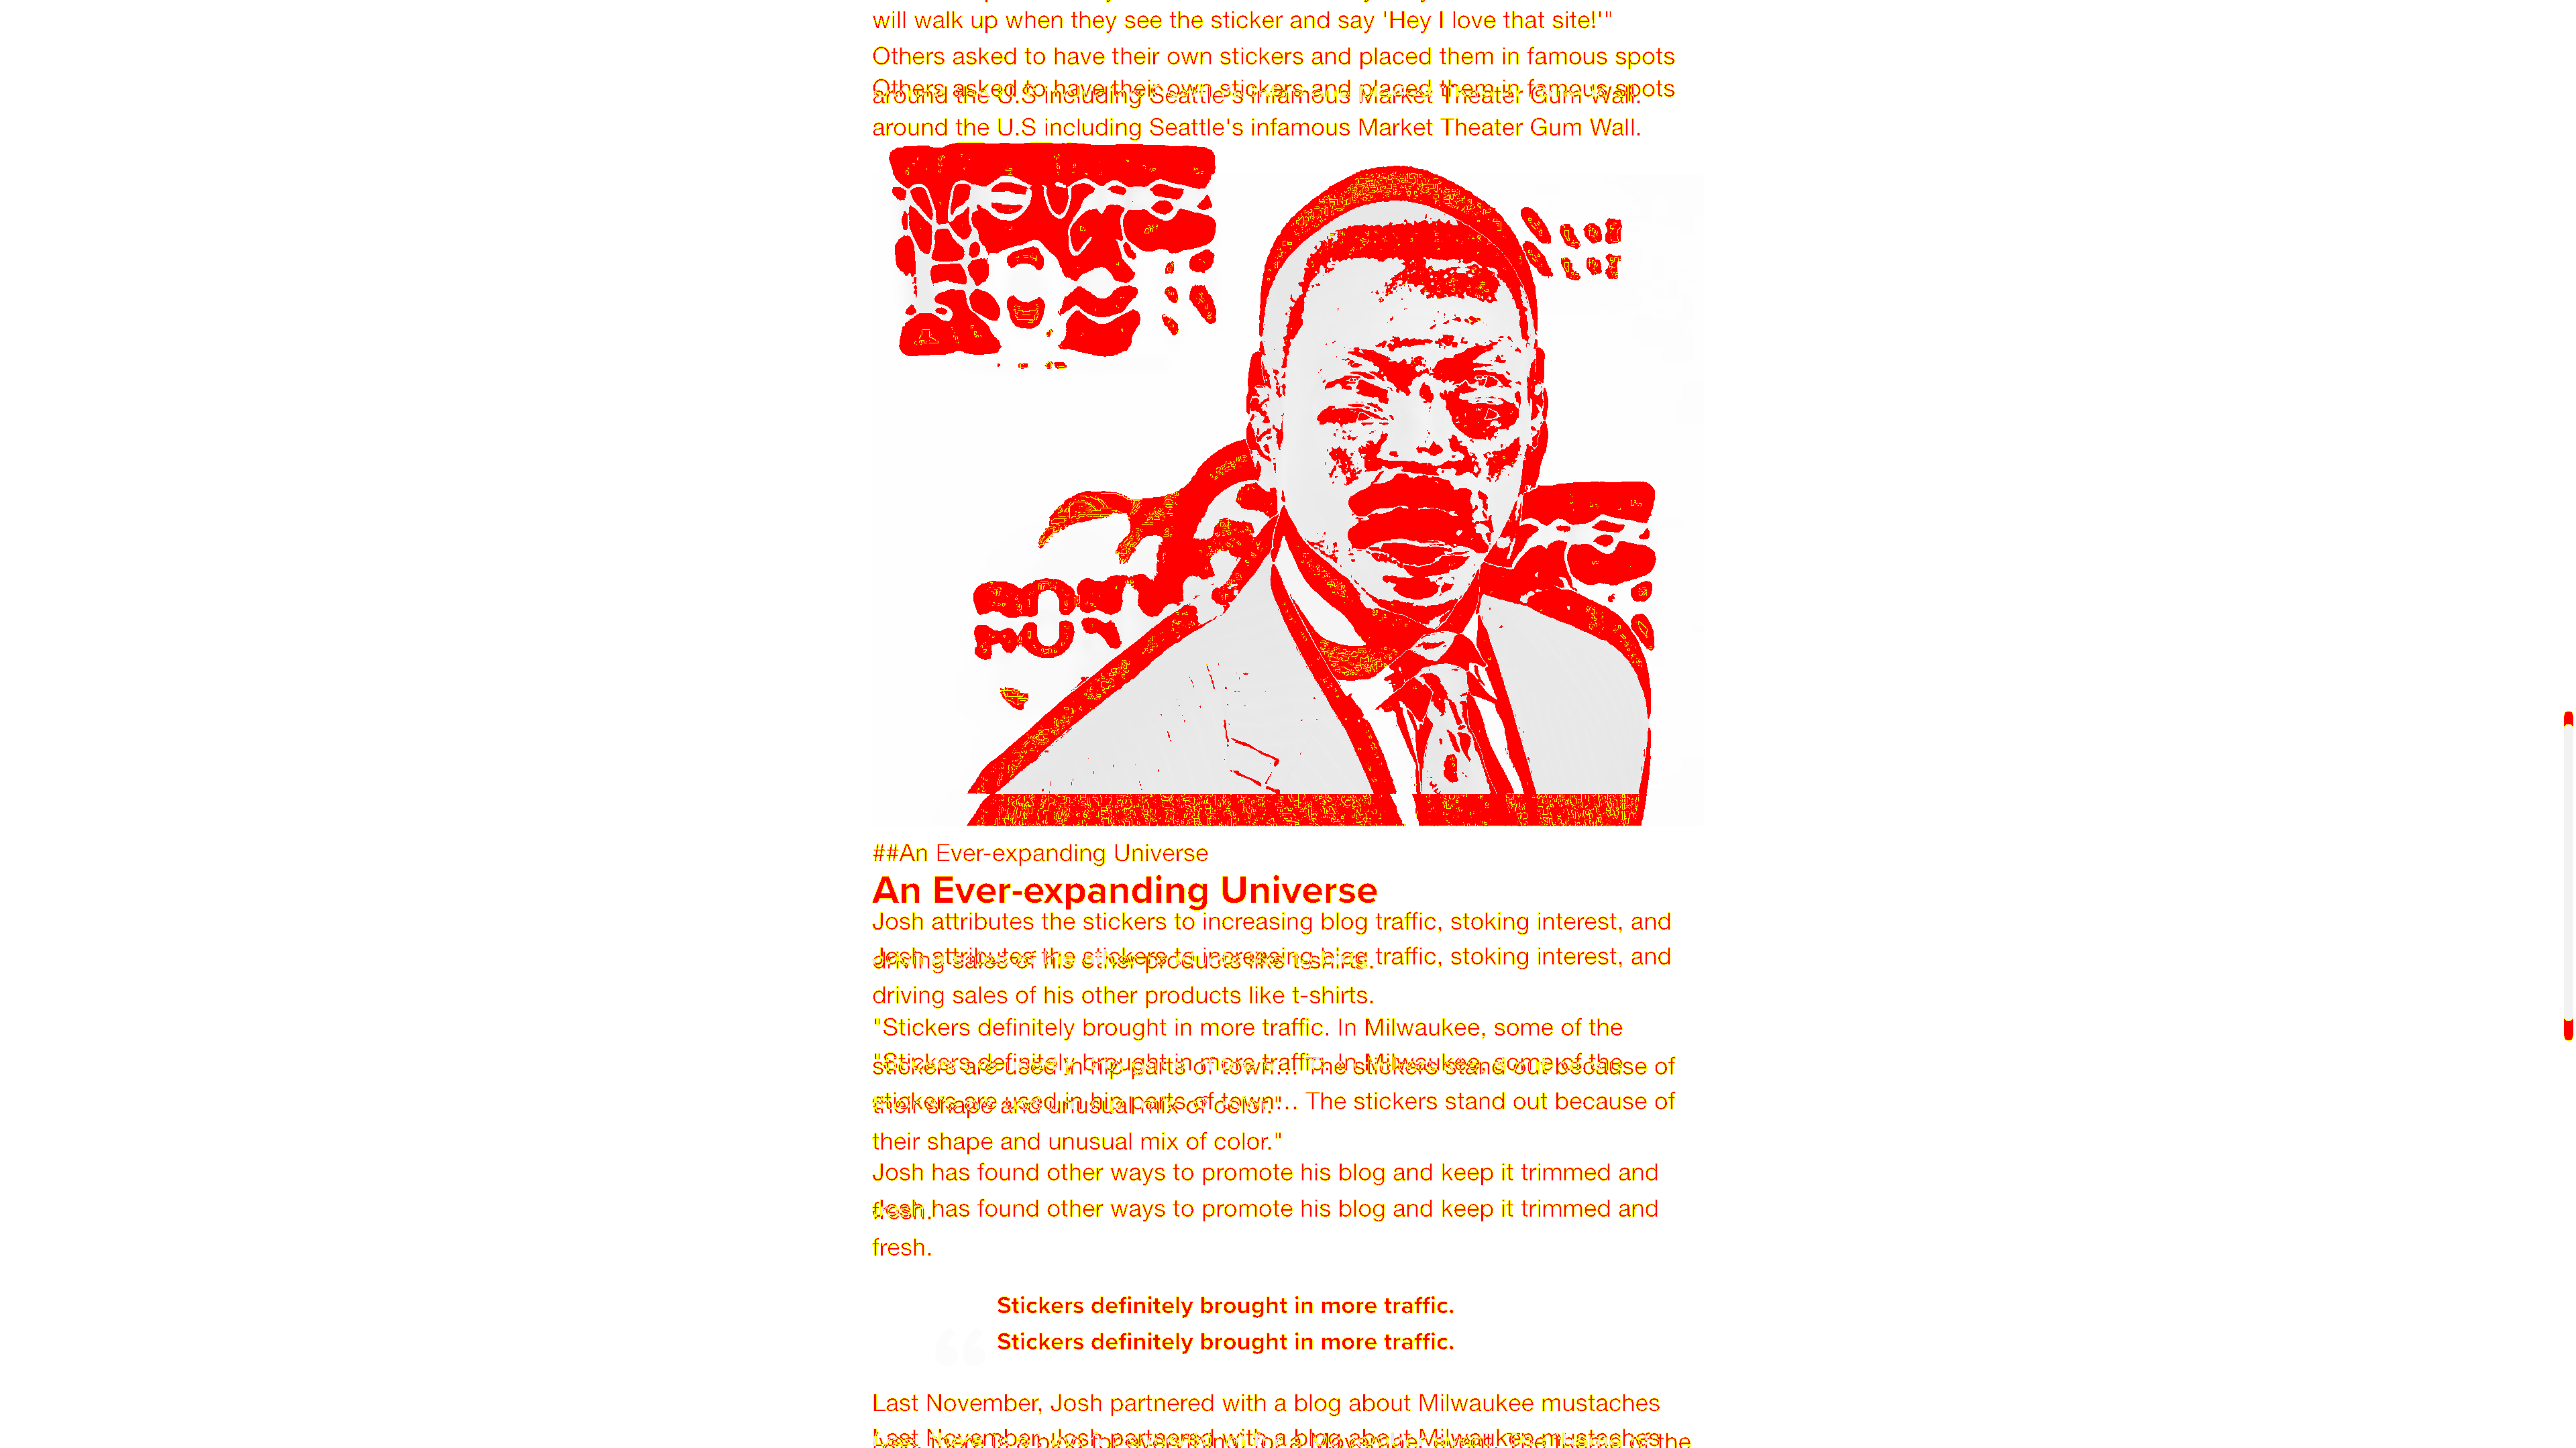 will walk up when they see the sticker and say 'Hey I love that site!'"
Others asked to have their own stickers and placed them in famous spots
Others asked to have their own stickers and placed them in famous spots
around the U.S including Seattle's infamous Market Theater Gum Wall.
around the U.S including Seattle's infamous Market Theater Gum Wall.
##An Ever-expanding Universe
An Ever-expanding Universe
Josh attributes the stickers to increasing blog traffic, stoking interest, and
Josh attributes the stickers to increasing blog traffic, stoking interest, and
driving sales of his other products like t-shirts.
driving sales of his other products like t-shirts.
"Stickers definitely brought in more traffic. In Milwaukee, some of the
"Stickers definitely brought in more traffic. In Milwaukee, some of the
stickers are used in hip parts of town... The stickers stand out because of
stickers are used in hip parts of town... The stickers stand out because of
their shape and unusual mix of color."
their shape and unusual mix of color."
Josh has found other ways to promote his blog and keep it trimmed and
Josh has found other ways to promote his blog and keep it trimmed and
fresh.
fresh.
Stickers definitely brought in more traffic.
Stickers definitely brought in more traffic.
Last November, Josh partnered with a blog about Milwaukee mustaches
Last November, Josh partnered with a blog about Milwaukee mustaches